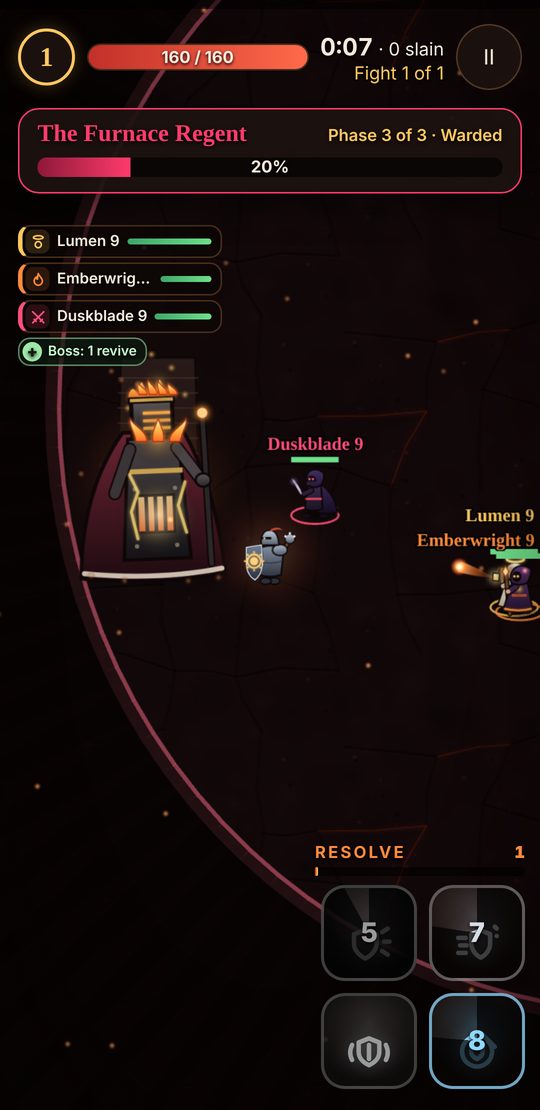 1
160 / 160
0:07 · 0 slain
Fight 1 of 1
The Furnace Regent
Phase 3 of 3 · Warded
20%
Lumen 9
Emberwrig...
Duskblade 9
Boss: 1 revive
Duskblade 9
Lumen 9
Emberwright 9
RESOLVE 1
5 7
8